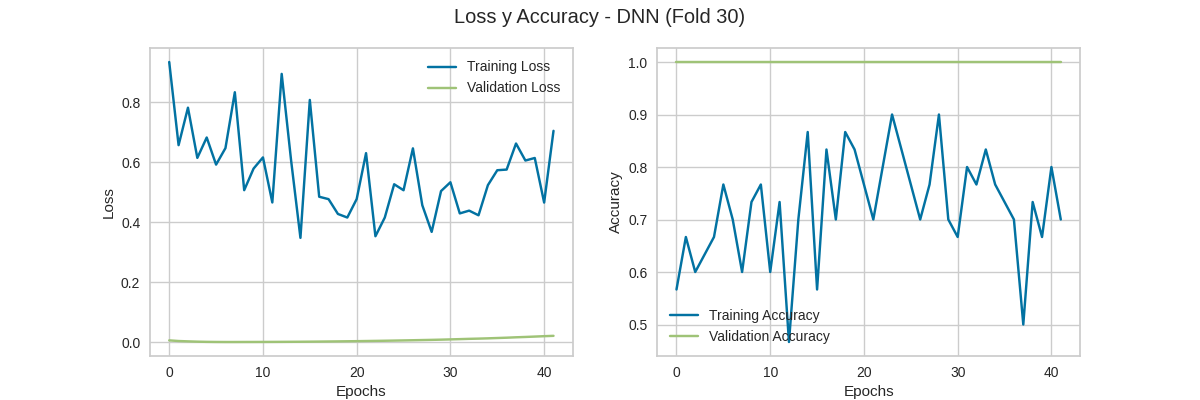 Loss y Accuracy - DNN (Fold 30)
Loss
0.8
0.6
0.4
0.2
0.0
Training Loss
Validation Loss
0 10 20 30 40
Epochs
Accuracy
1.0
0.9
0.8
0.7
0.6
0.5
Training Accuracy
Validation Accuracy
0 10 20 30 40
Epochs